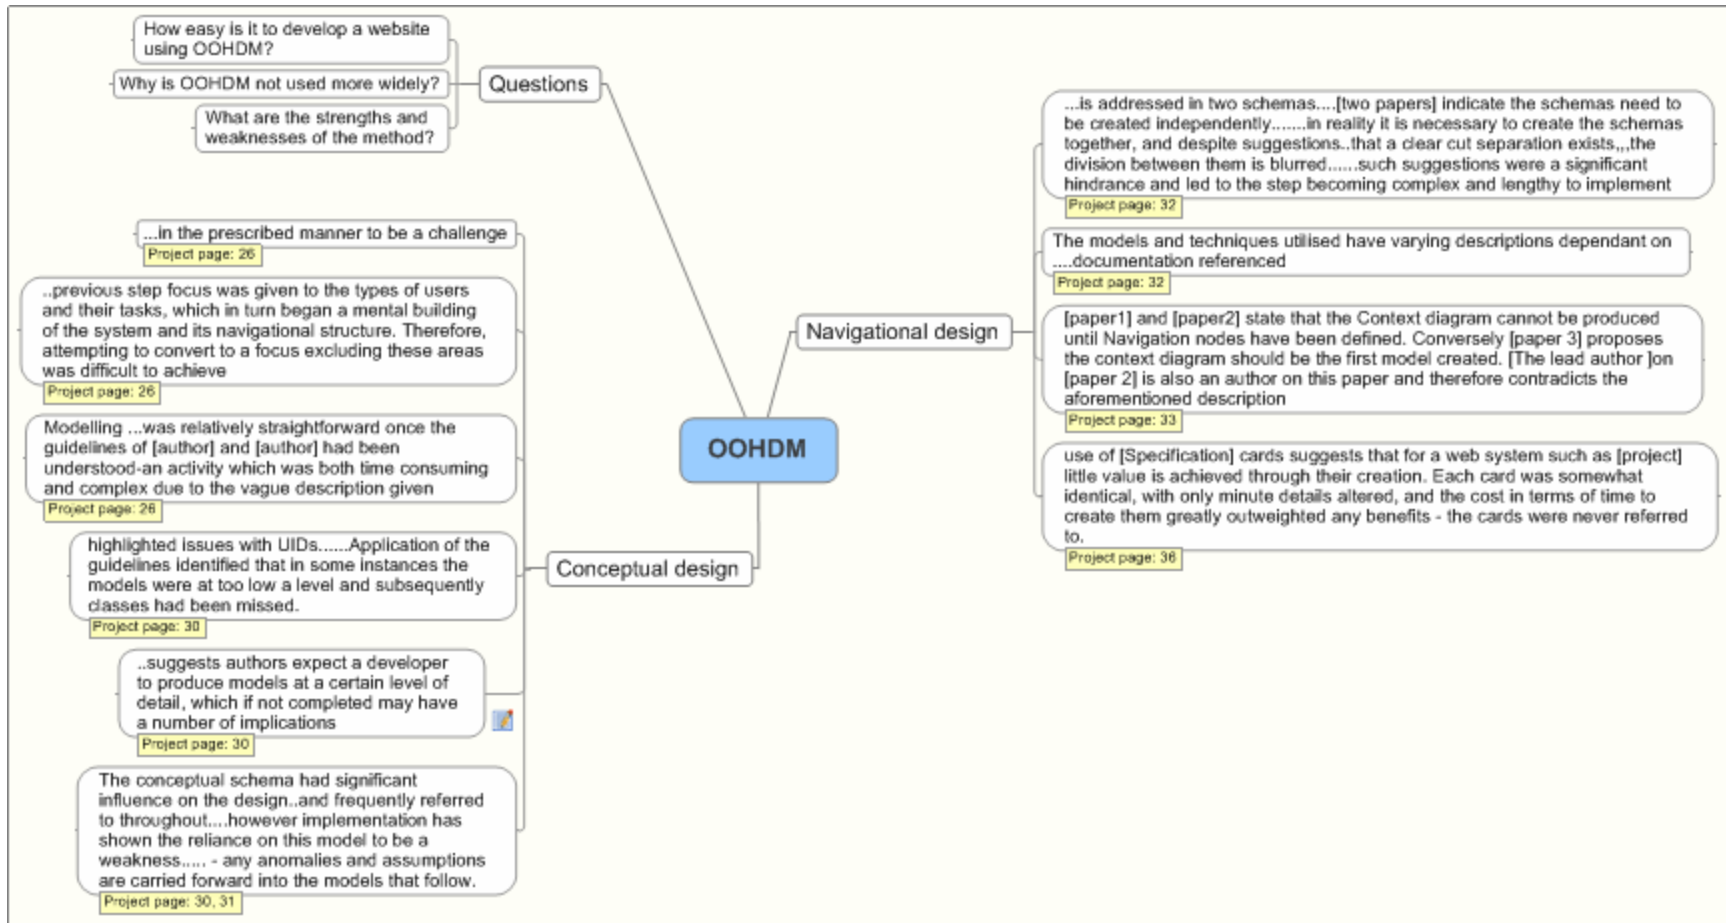 How easy is it to develop a website
using OOHDM?
Why is OOHDM not used more widely?
What are the strengths and
weaknesses of the method?
Questions
...in the prescribed manner to be a challenge
Project page: 26
..previous step focus was given to the types of users
and their tasks, which in turn began a mental building
of the system and its navigational structure. Therefore,
attempting to convert to a focus excluding these areas
was difficult to achieve
Project page: 26
Modelling ...was relatively straightforward once the
guidelines of [author] and [author] had been
understood-an activity which was both time consuming
and complex due to the vague description given
Project page: 26
highlighted issues with UIDs......Application of the
guidelines identified that in some instances the
models were at too low a level and subsequently
classes had been missed.
Project page: 30
..suggests authors expect a developer
to produce models at a certain level of
detail, which if not completed may have
a number of implications
Project page: 30
The conceptual schema had significant
influence on the design..and frequently referred
to throughout....however implementation has
shown the reliance on this model to be a
weakness..... - any anomalies and assumptions
are carried forward into the models that follow.
Project page: 30, 31
Conceptual design
OOHDM
Navigational design
...is addressed in two schemas....[two papers] indicate the schemas need to
be created independently.......in reality it is necessary to create the schemas
together, and despite suggestions..that a clear cut separation exists,,,the
division between them is blurred......such suggestions were a significant
hindrance and led to the step becoming complex and lengthy to implement
Project page: 32
The models and techniques utilised have varying descriptions dependant on
....documentation referenced
Project page: 32
[paper1] and [paper2] state that the Context diagram cannot be produced
until Navigation nodes have been defined. Conversely [paper 3] proposes
the context diagram should be the first model created. [The lead author ]on
[paper 2] is also an author on this paper and therefore contradicts the
aforementioned description
Project page: 33
use of [Specification] cards suggests that for a web system such as [project]
little value is achieved through their creation. Each card was somewhat
identical, with only minute details altered, and the cost in terms of time to
create them greatly outweighted any benefits - the cards were never referred
to.
Project page: 36